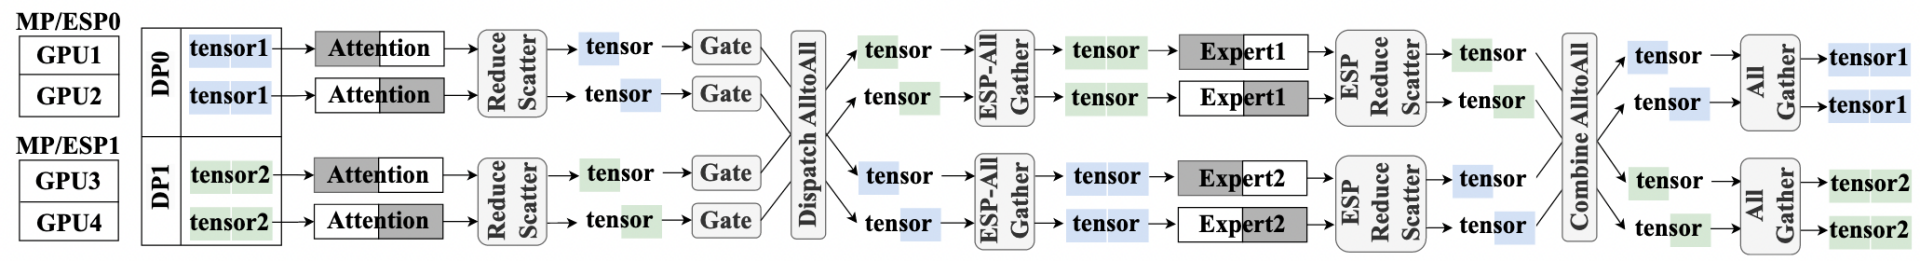 MP/ESP0
GPU1
GPU2
MP/ESP1
GPU3
GPU4
DP0
DP1
tensor1
tensor1
tensor2
tensor2
Attention
Attention
Attention
Attention
Reduce
Scatter
Reduce
Scatter
tensor
tensor
tensor
tensor
Gate
Gate
Gate
Gate
Dispatch AlltoAll
tensor
tensor
tensor
tensor
ESP-All
Gather
ESP-All
Gather
tensor
tensor
tensor
tensor
Expert1
Expert1
Expert2
Expert2
ESP
Reduce
Scatter
ESP
Reduce
Scatter
tensor
tensor
tensor
tensor
Combine AlltoAll
tensor
tensor
tensor
tensor
All
Gather
All
Gather
tensor1
tensor1
tensor2
tensor2